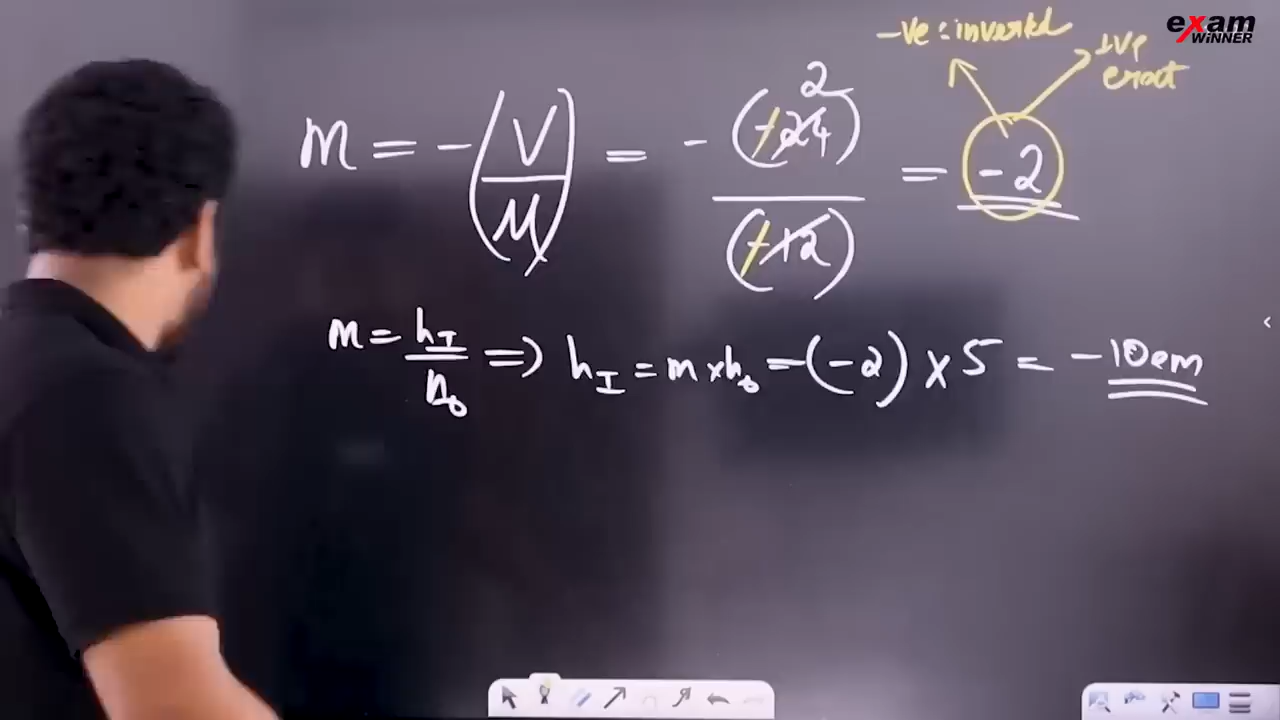 exam
WiNNER
-ve : inverted
+ve
erect
m = -(V/u) = -(-24)/(-12) = -2
2
m = hI/ho => hI = m × ho = (-2) × 5 = -10cm